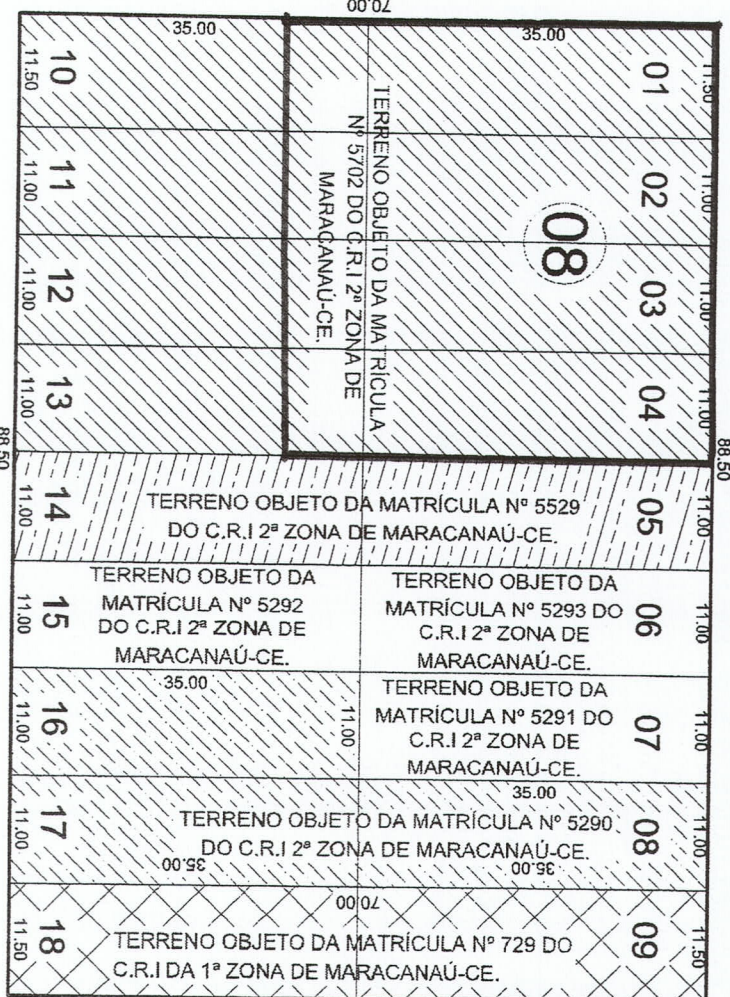 70.00
35.00
35.00
10
11.50
01
11.50
11
11.00
02
11.00
12
11.00
03
11.00
13
11.00
04
11.00
08
TERRENO OBJETO DA MATRÍCULA
Nº 5702 DO C.R.I 2ª ZONA DE
MARACANAÚ-CE.
88.50
88.50
14
11.00
TERRENO OBJETO DA MATRÍCULA Nº 5529
DO C.R.I 2ª ZONA DE MARACANAÚ-CE.
05
11.00
15
11.00
TERRENO OBJETO DA
MATRÍCULA Nº 5292
DO C.R.I 2ª ZONA DE
MARACANAÚ-CE.
TERRENO OBJETO DA
MATRÍCULA Nº 5293 DO
C.R.I 2ª ZONA DE
MARACANAÚ-CE.
06
11.00
35.00
16
11.00
11.00
TERRENO OBJETO DA
MATRÍCULA Nº 5291 DO
C.R.I 2ª ZONA DE
MARACANAÚ-CE.
07
11.00
35.00
17
11.00
TERRENO OBJETO DA MATRÍCULA Nº 5290
DO C.R.I 2ª ZONA DE MARACANAÚ-CE.
35.00
35.00
08
11.00
70.00
18
11.50
TERRENO OBJETO DA MATRÍCULA Nº 729 DO
C.R.I DA 1ª ZONA DE MARACANAÚ-CE.
09
11.50